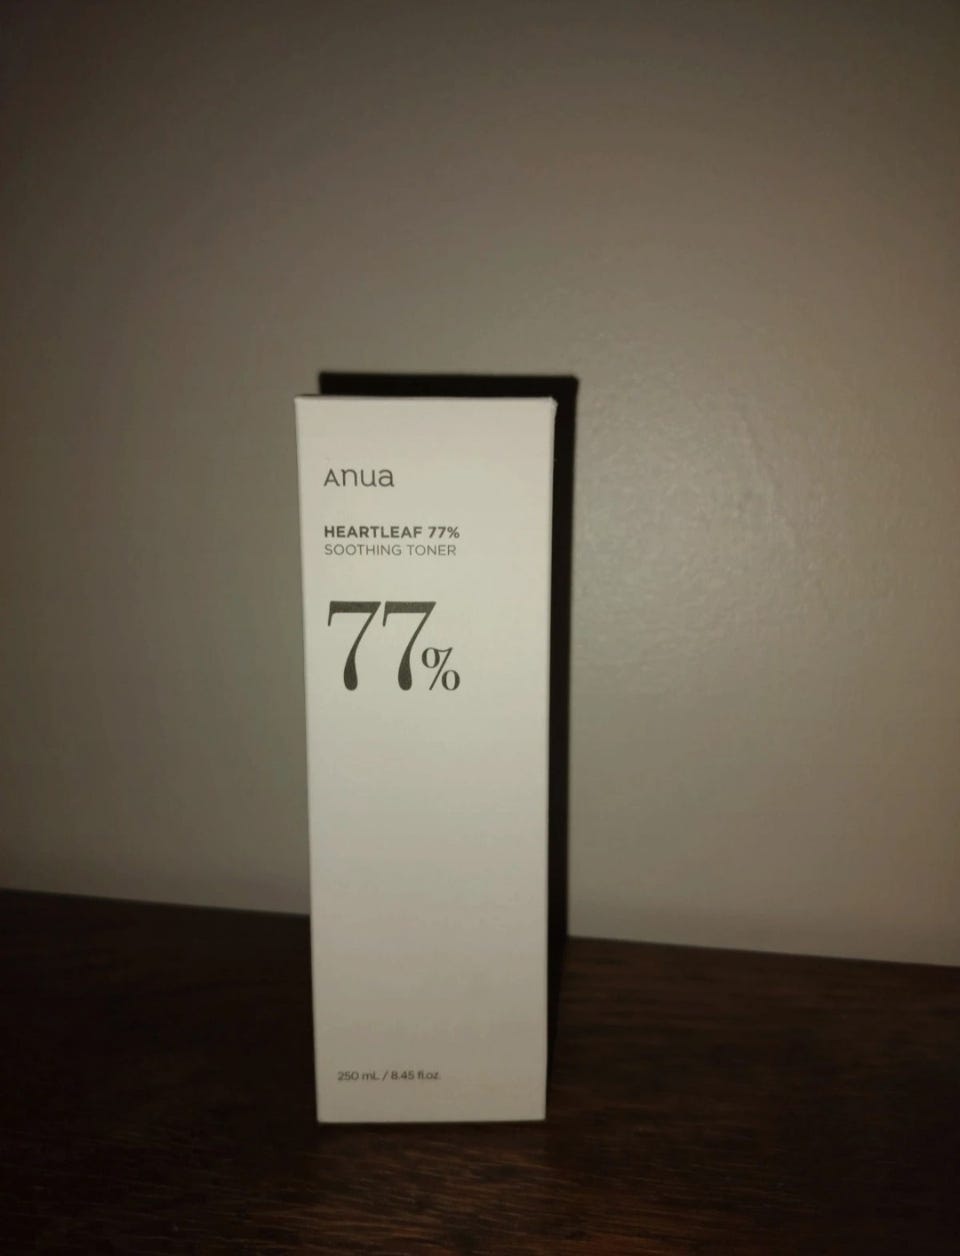 Anua
HEARTLEAF 77%
SOOTHING TONER
77%
250 mL / 8.45 fl.oz.